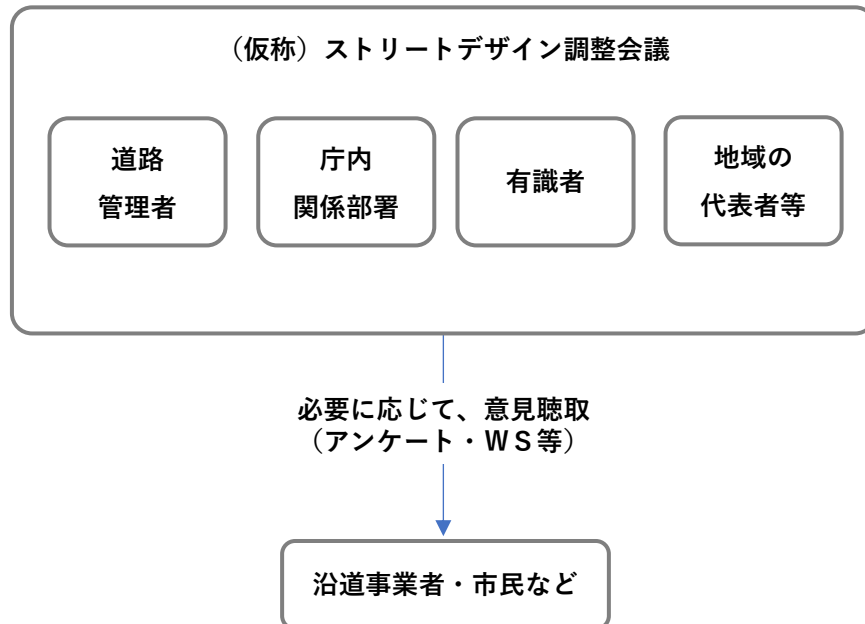 （仮称）ストリートデザイン調整会議
道路
管理者
庁内
関係部署
有識者
地域の
代表者等
必要に応じて、意見聴取
（アンケート・ＷＳ等）
沿道事業者・市民など